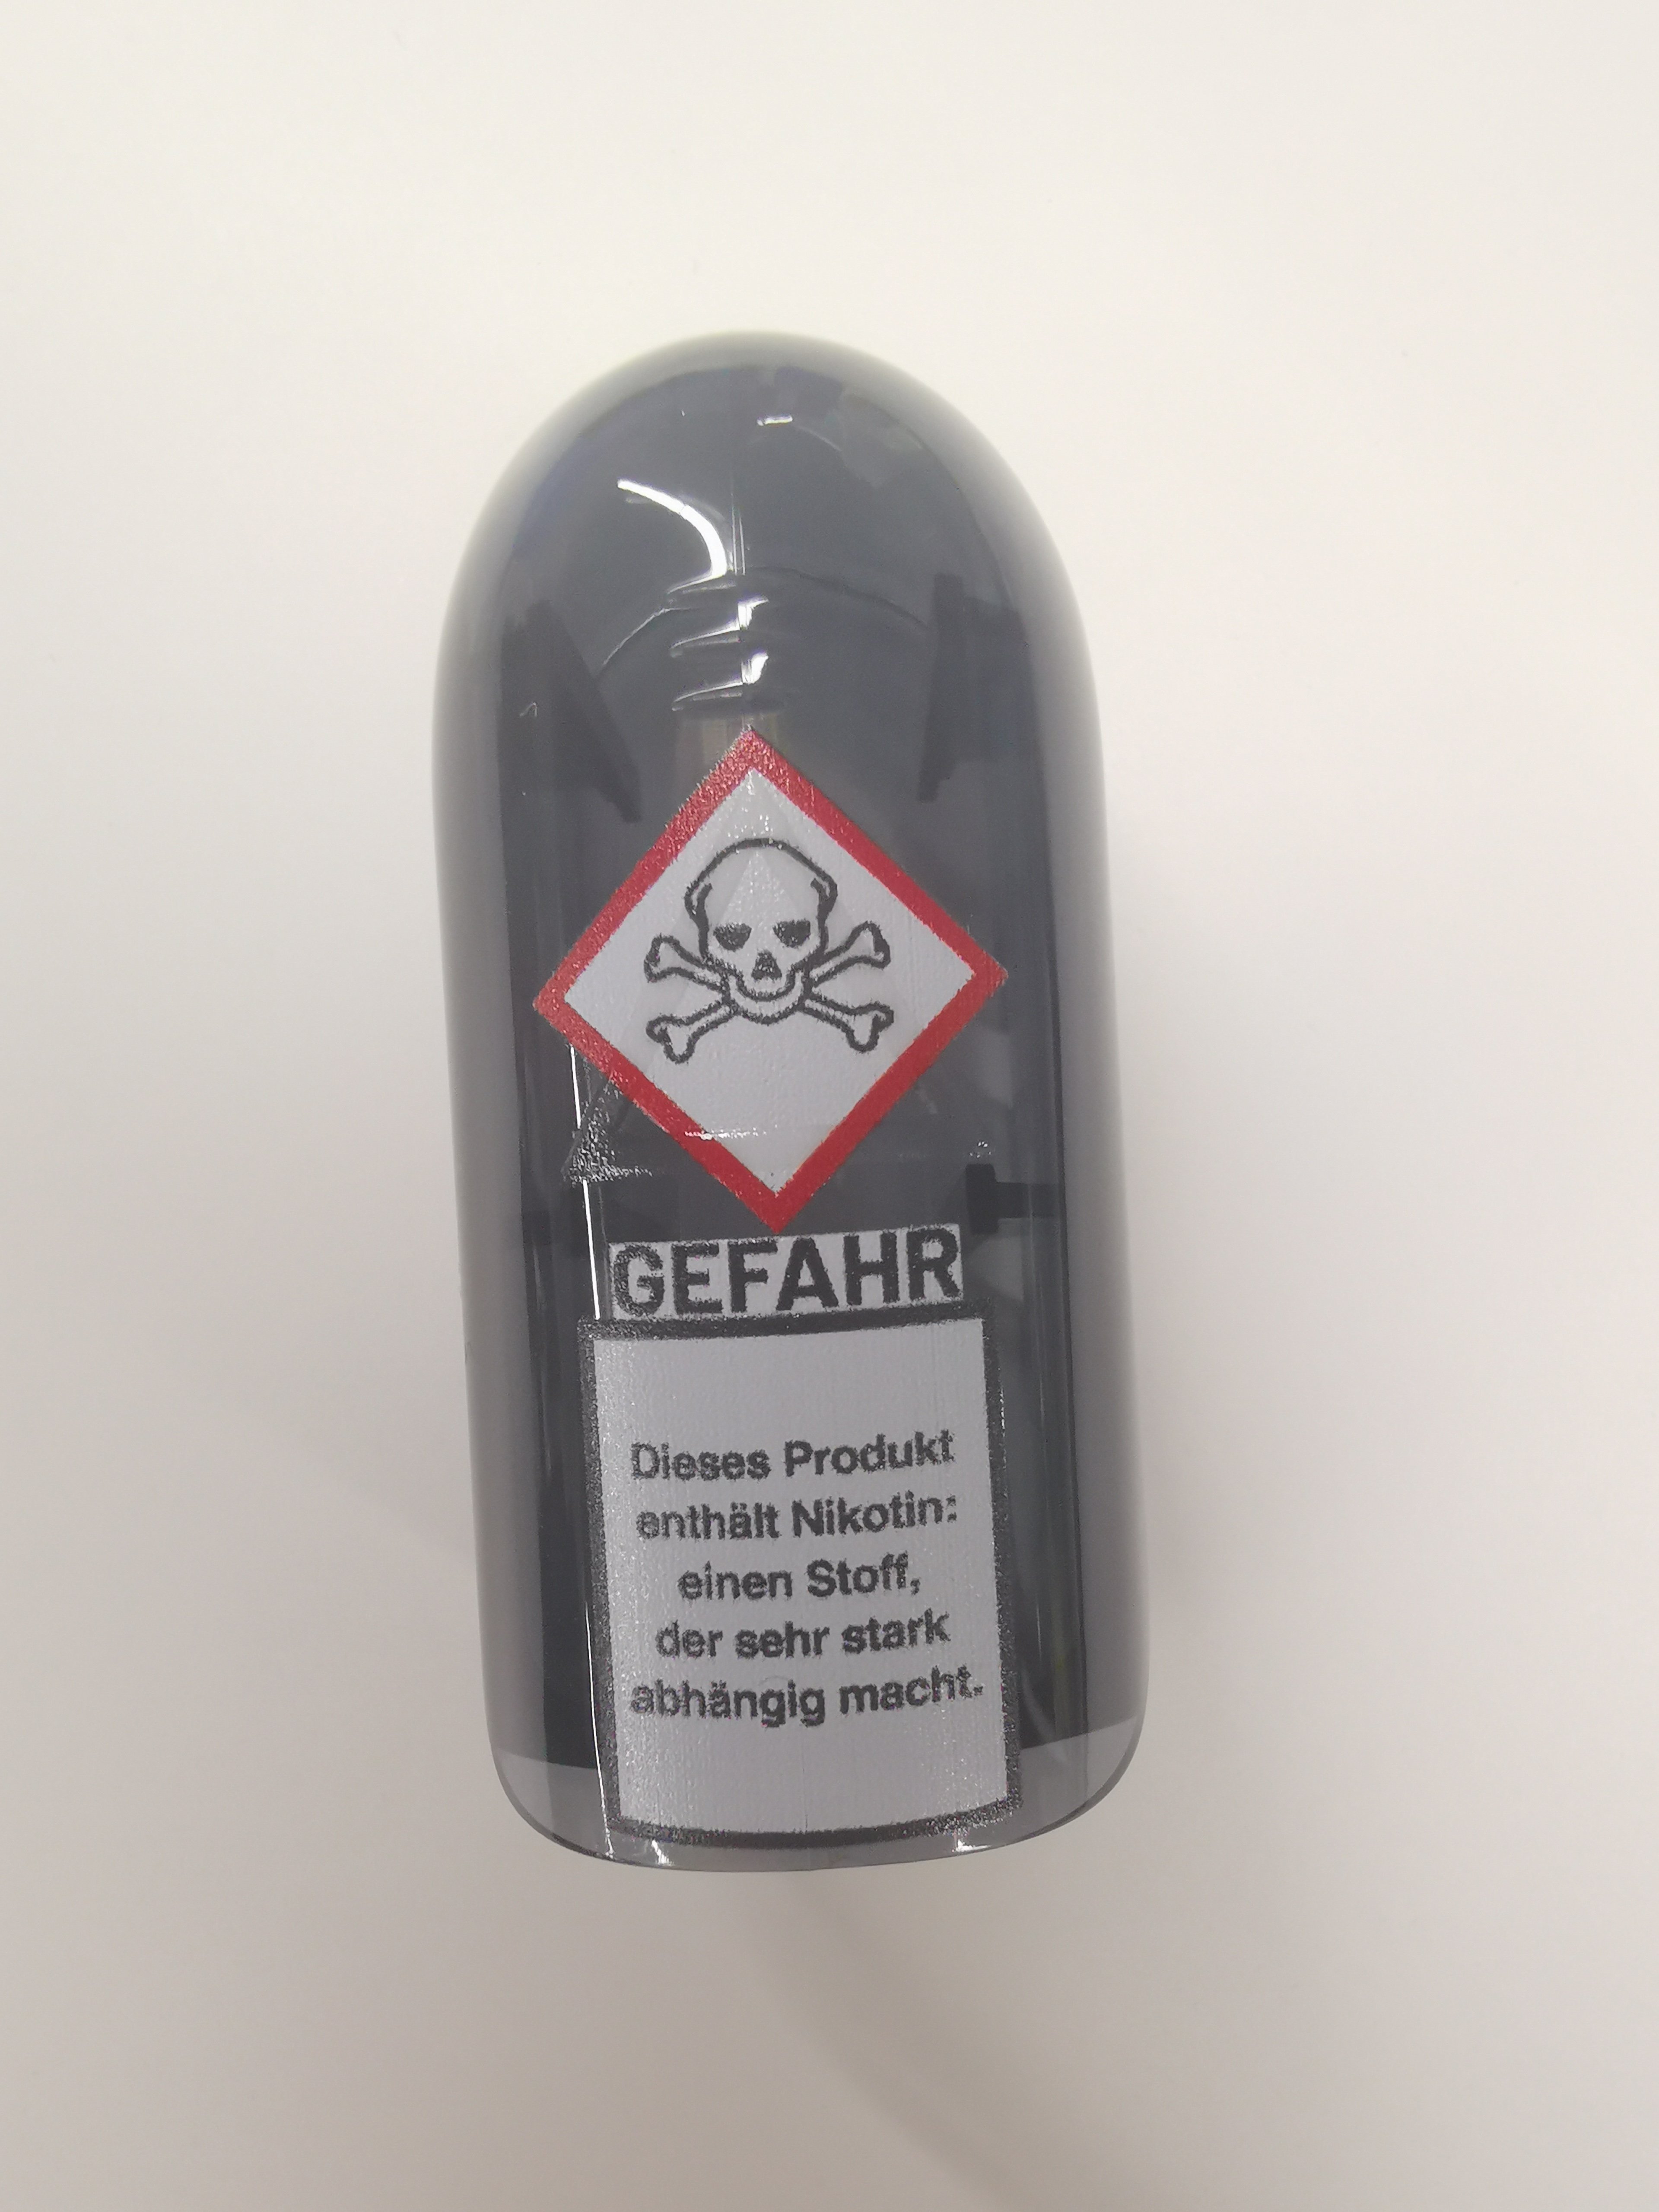 GEFAHR
Dieses Produkt
enthält Nikotin:
einen Stoff,
der sehr stark
abhängig macht.